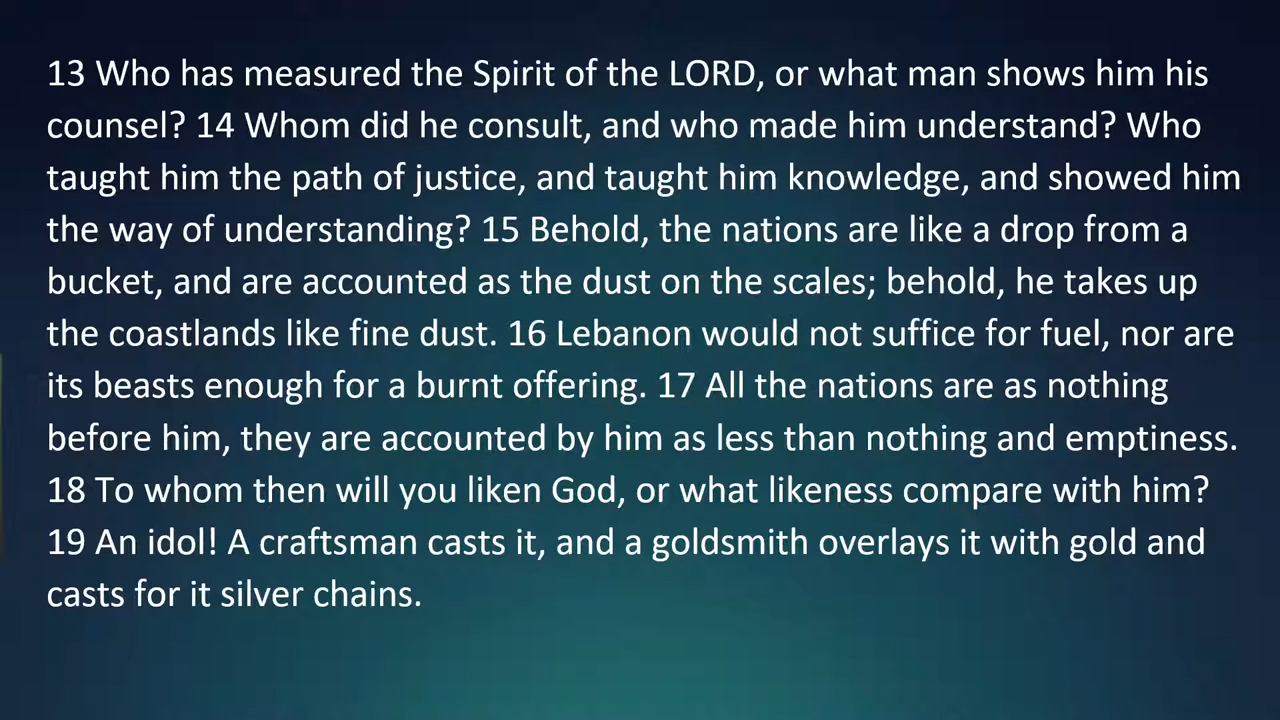 13 Who has measured the Spirit of the LORD, or what man shows him his
counsel? 14 Whom did he consult, and who made him understand? Who
taught him the path of justice, and taught him knowledge, and showed him
the way of understanding? 15 Behold, the nations are like a drop from a
bucket, and are accounted as the dust on the scales; behold, he takes up
the coastlands like fine dust. 16 Lebanon would not suffice for fuel, nor are
its beasts enough for a burnt offering. 17 All the nations are as nothing
before him, they are accounted by him as less than nothing and emptiness.
18 To whom then will you liken God, or what likeness compare with him?
19 An idol! A craftsman casts it, and a goldsmith overlays it with gold and
casts for it silver chains.